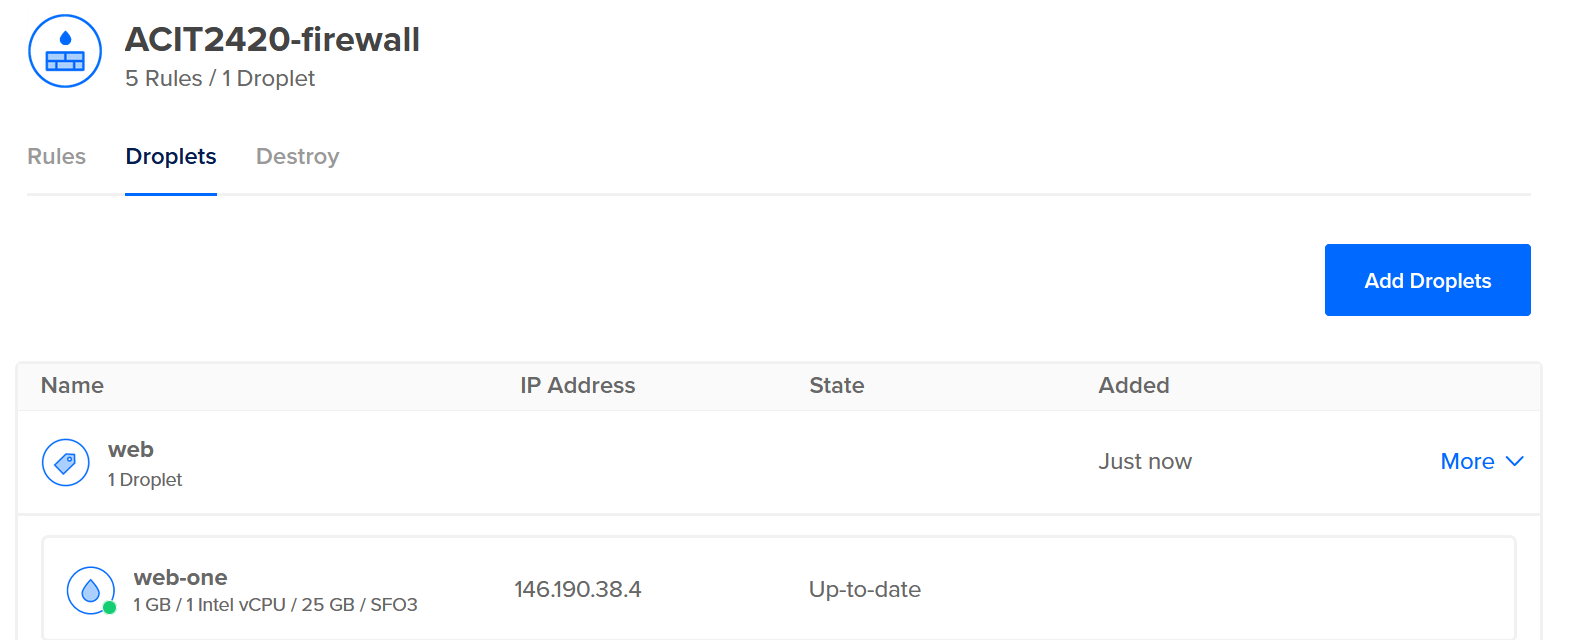 ACIT2420-firewall
5 Rules / 1 Droplet
Rules Droplets Destroy
Add Droplets
Name IP Address State Added
web
1 Droplet
Just now More
web-one
1 GB / 1 Intel vCPU / 25 GB / SFO3
146.190.38.4 Up-to-date